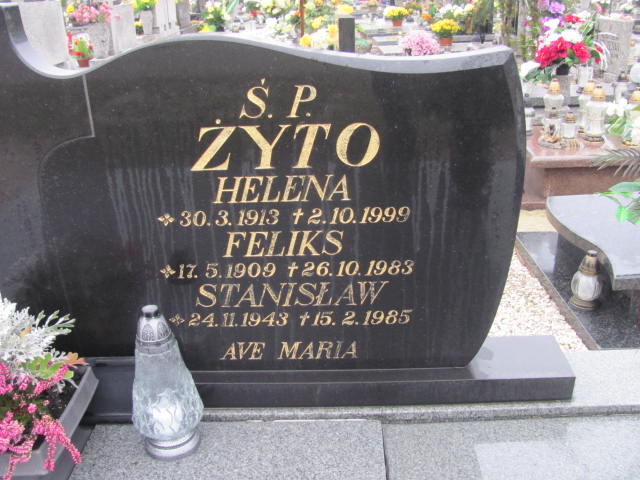 Ś. P.
ŻYTO
HELENA
30.3.1913 † 2.10.1999
FELIKS
17.5.1909 † 26.10.1983
STANISŁAW
24.11.1943 † 15.2.1985
AVE MARIA